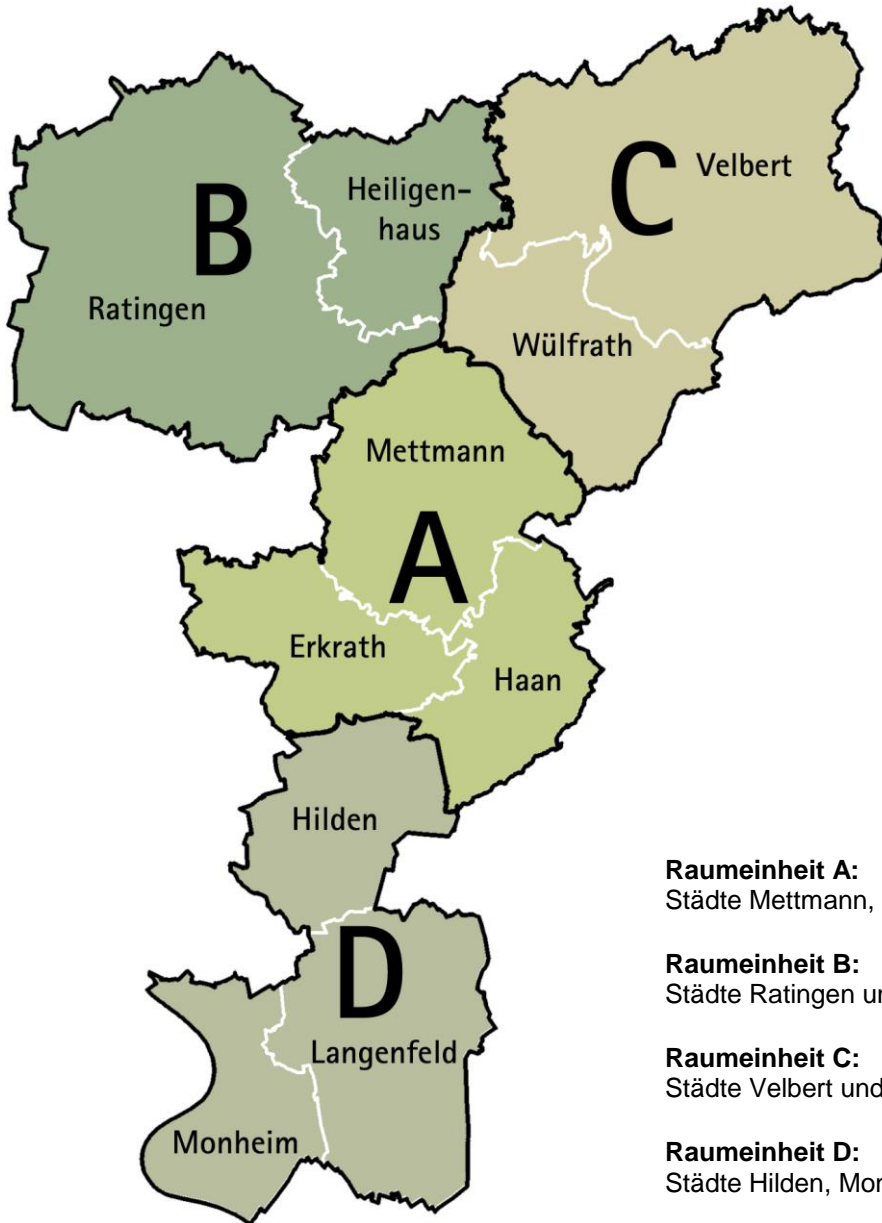 B
C
Velbert
Heiligen-
haus
Ratingen
Wülfrath
Mettmann
A
Erkrath
Haan
Hilden
Raumeinheit A:
Städte Mettmann,
Raumeinheit B:
Städte Ratingen
D
Langenfeld
Raumeinheit C:
Städte Velbert und
Monheim
Raumeinheit D:
Städte Hilden,